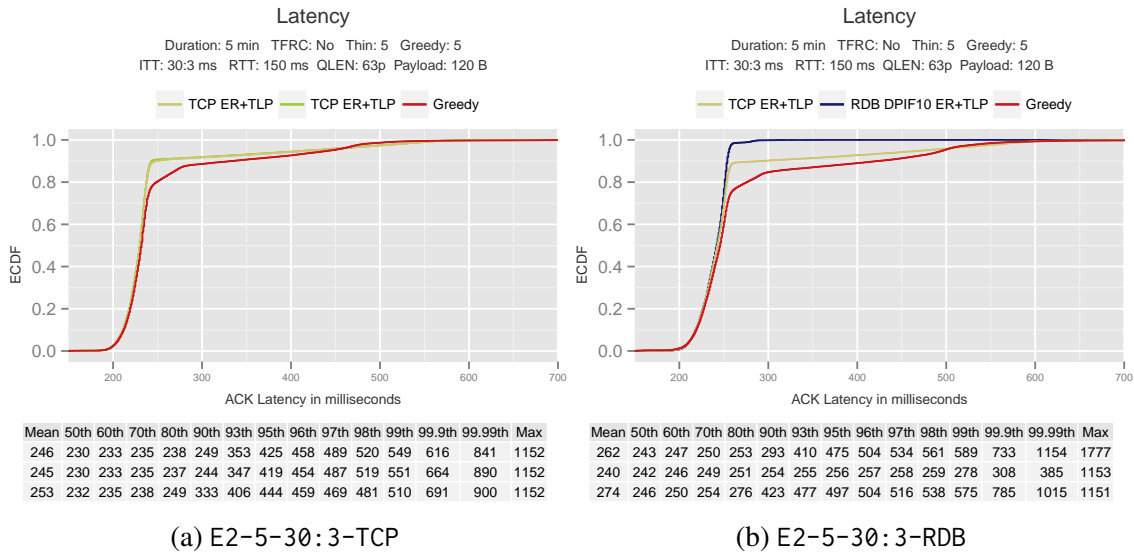 Latency
Duration: 5 min TFRC: No Thin: 5 Greedy: 5
ITT: 30:3 ms RTT: 150 ms QLEN: 63p Payload: 120 B
TCP ER+TLP TCP ER+TLP Greedy
1.0
0.8
0.6
0.4
0.2
0.0
ECDF
200 300 400 500 600 700
ACK Latency in milliseconds
Mean 50th 60th 70th 80th 90th 93th 95th 96th 97th 98th 99th 99.9th 99.99th Max
246 230 233 235 238 249 353 425 458 489 520 549 616 841 1152
245 230 233 235 237 244 347 419 454 487 519 551 664 890 1152
253 232 235 238 249 333 406 444 459 469 481 510 691 900 1152
(a) E2-5-30:3-TCP
Latency
Duration: 5 min TFRC: No Thin: 5 Greedy: 5
ITT: 30:3 ms RTT: 150 ms QLEN: 63p Payload: 120 B
TCP ER+TLP RDB DPIF10 ER+TLP Greedy
1.0
0.8
0.6
0.4
0.2
0.0
ECDF
200 300 400 500 600 700
ACK Latency in milliseconds
Mean 50th 60th 70th 80th 90th 93th 95th 96th 97th 98th 99th 99.9th 99.99th Max
262 243 247 250 253 293 410 475 504 534 561 589 733 1154 1777
240 242 246 249 251 254 255 256 257 258 259 278 308 385 1153
274 246 250 254 276 423 477 497 504 516 538 575 785 1015 1151
(b) E2-5-30:3-RDB